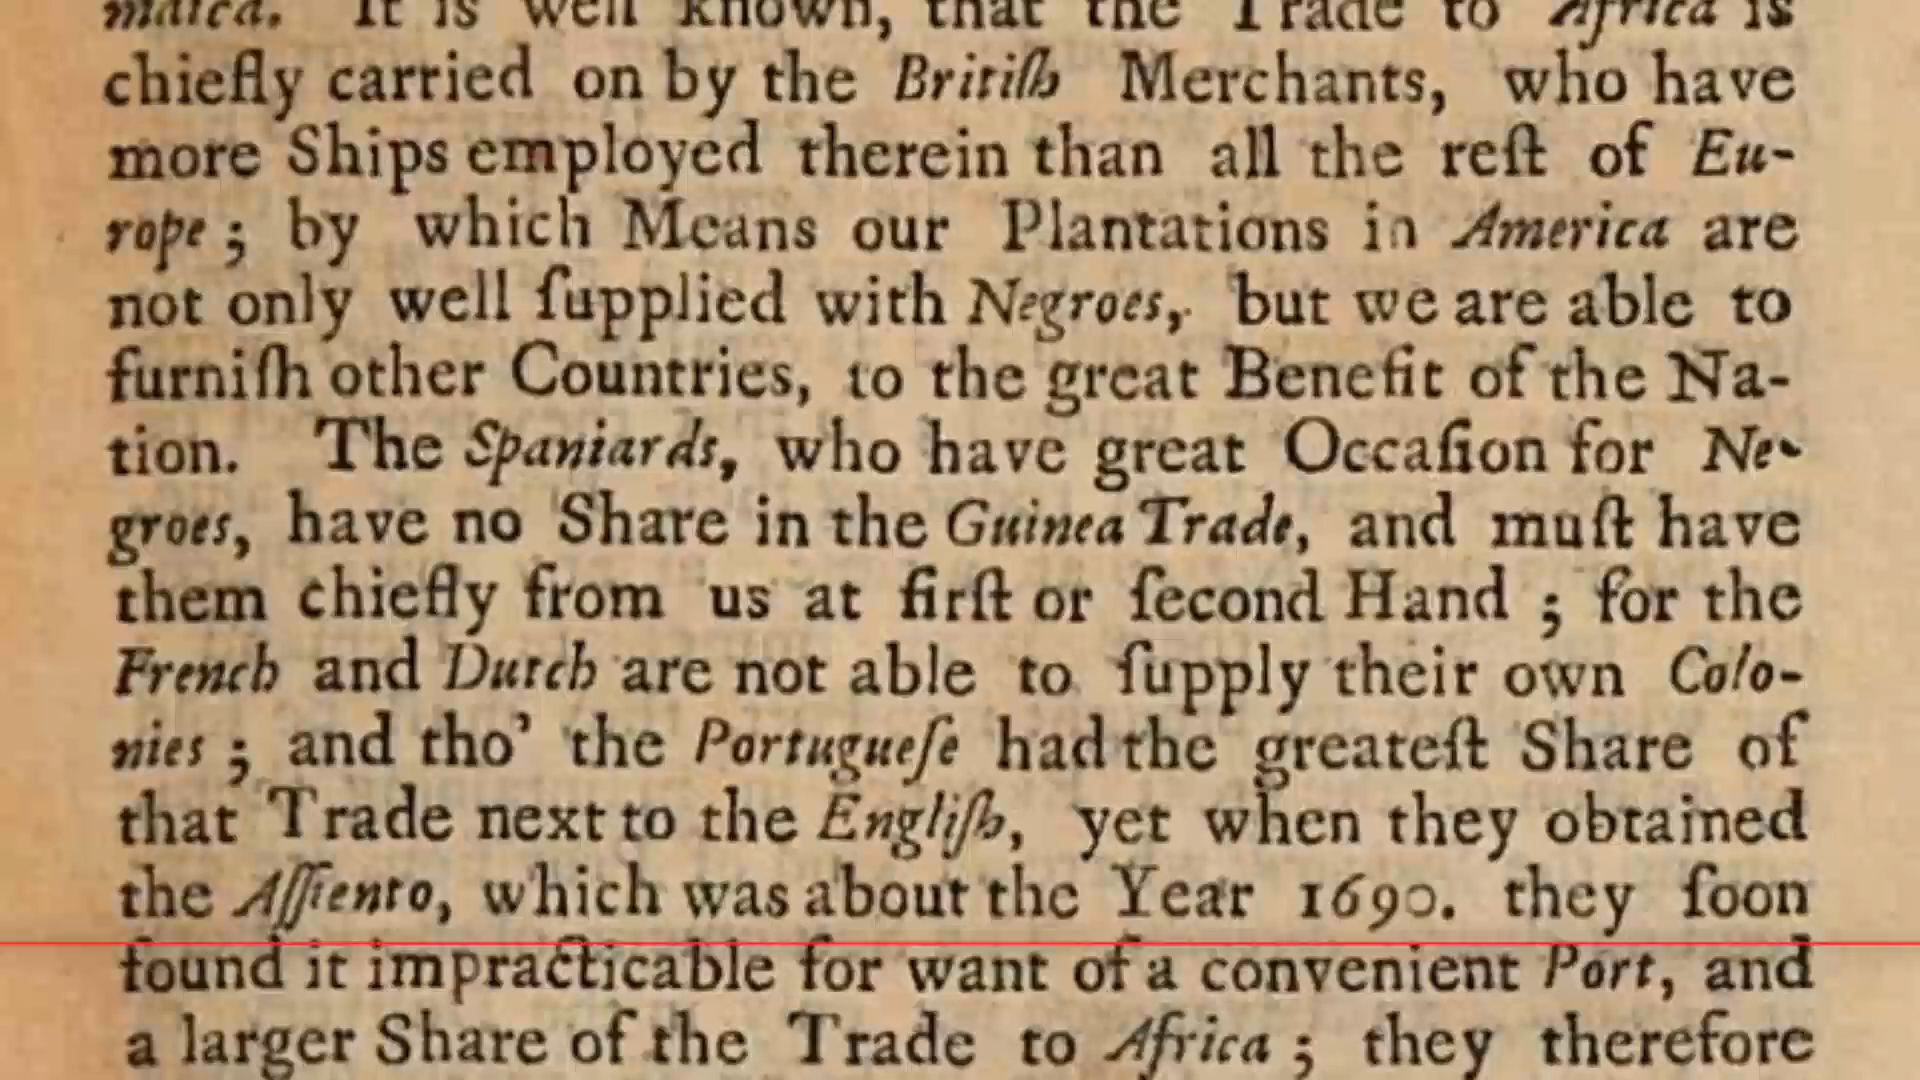 maica. It is well known, that the Trade to Africa is
chiefly carried on by the Britiſh Merchants, who have
more Ships employed therein than all the reſt of Eu-
rope ; by which Means our Plantations in America are
not only well ſupplied with Negroes, but we are able to
furniſh other Countries, to the great Benefit of the Na-
tion. The Spaniards, who have great Occaſion for Ne-
groes, have no Share in the Guinea Trade, and muſt have
them chiefly from us at firſt or ſecond Hand ; for the
French and Dutch are not able to ſupply their own Colo-
nies ; and tho' the Portugueſe had the greateſt Share of
that Trade next to the Engliſh, yet when they obtained
the Aſſiento, which was about the Year 1690. they ſoon
found it impracticable for want of a convenient Port, and
a larger Share of the Trade to Africa ; they therefore